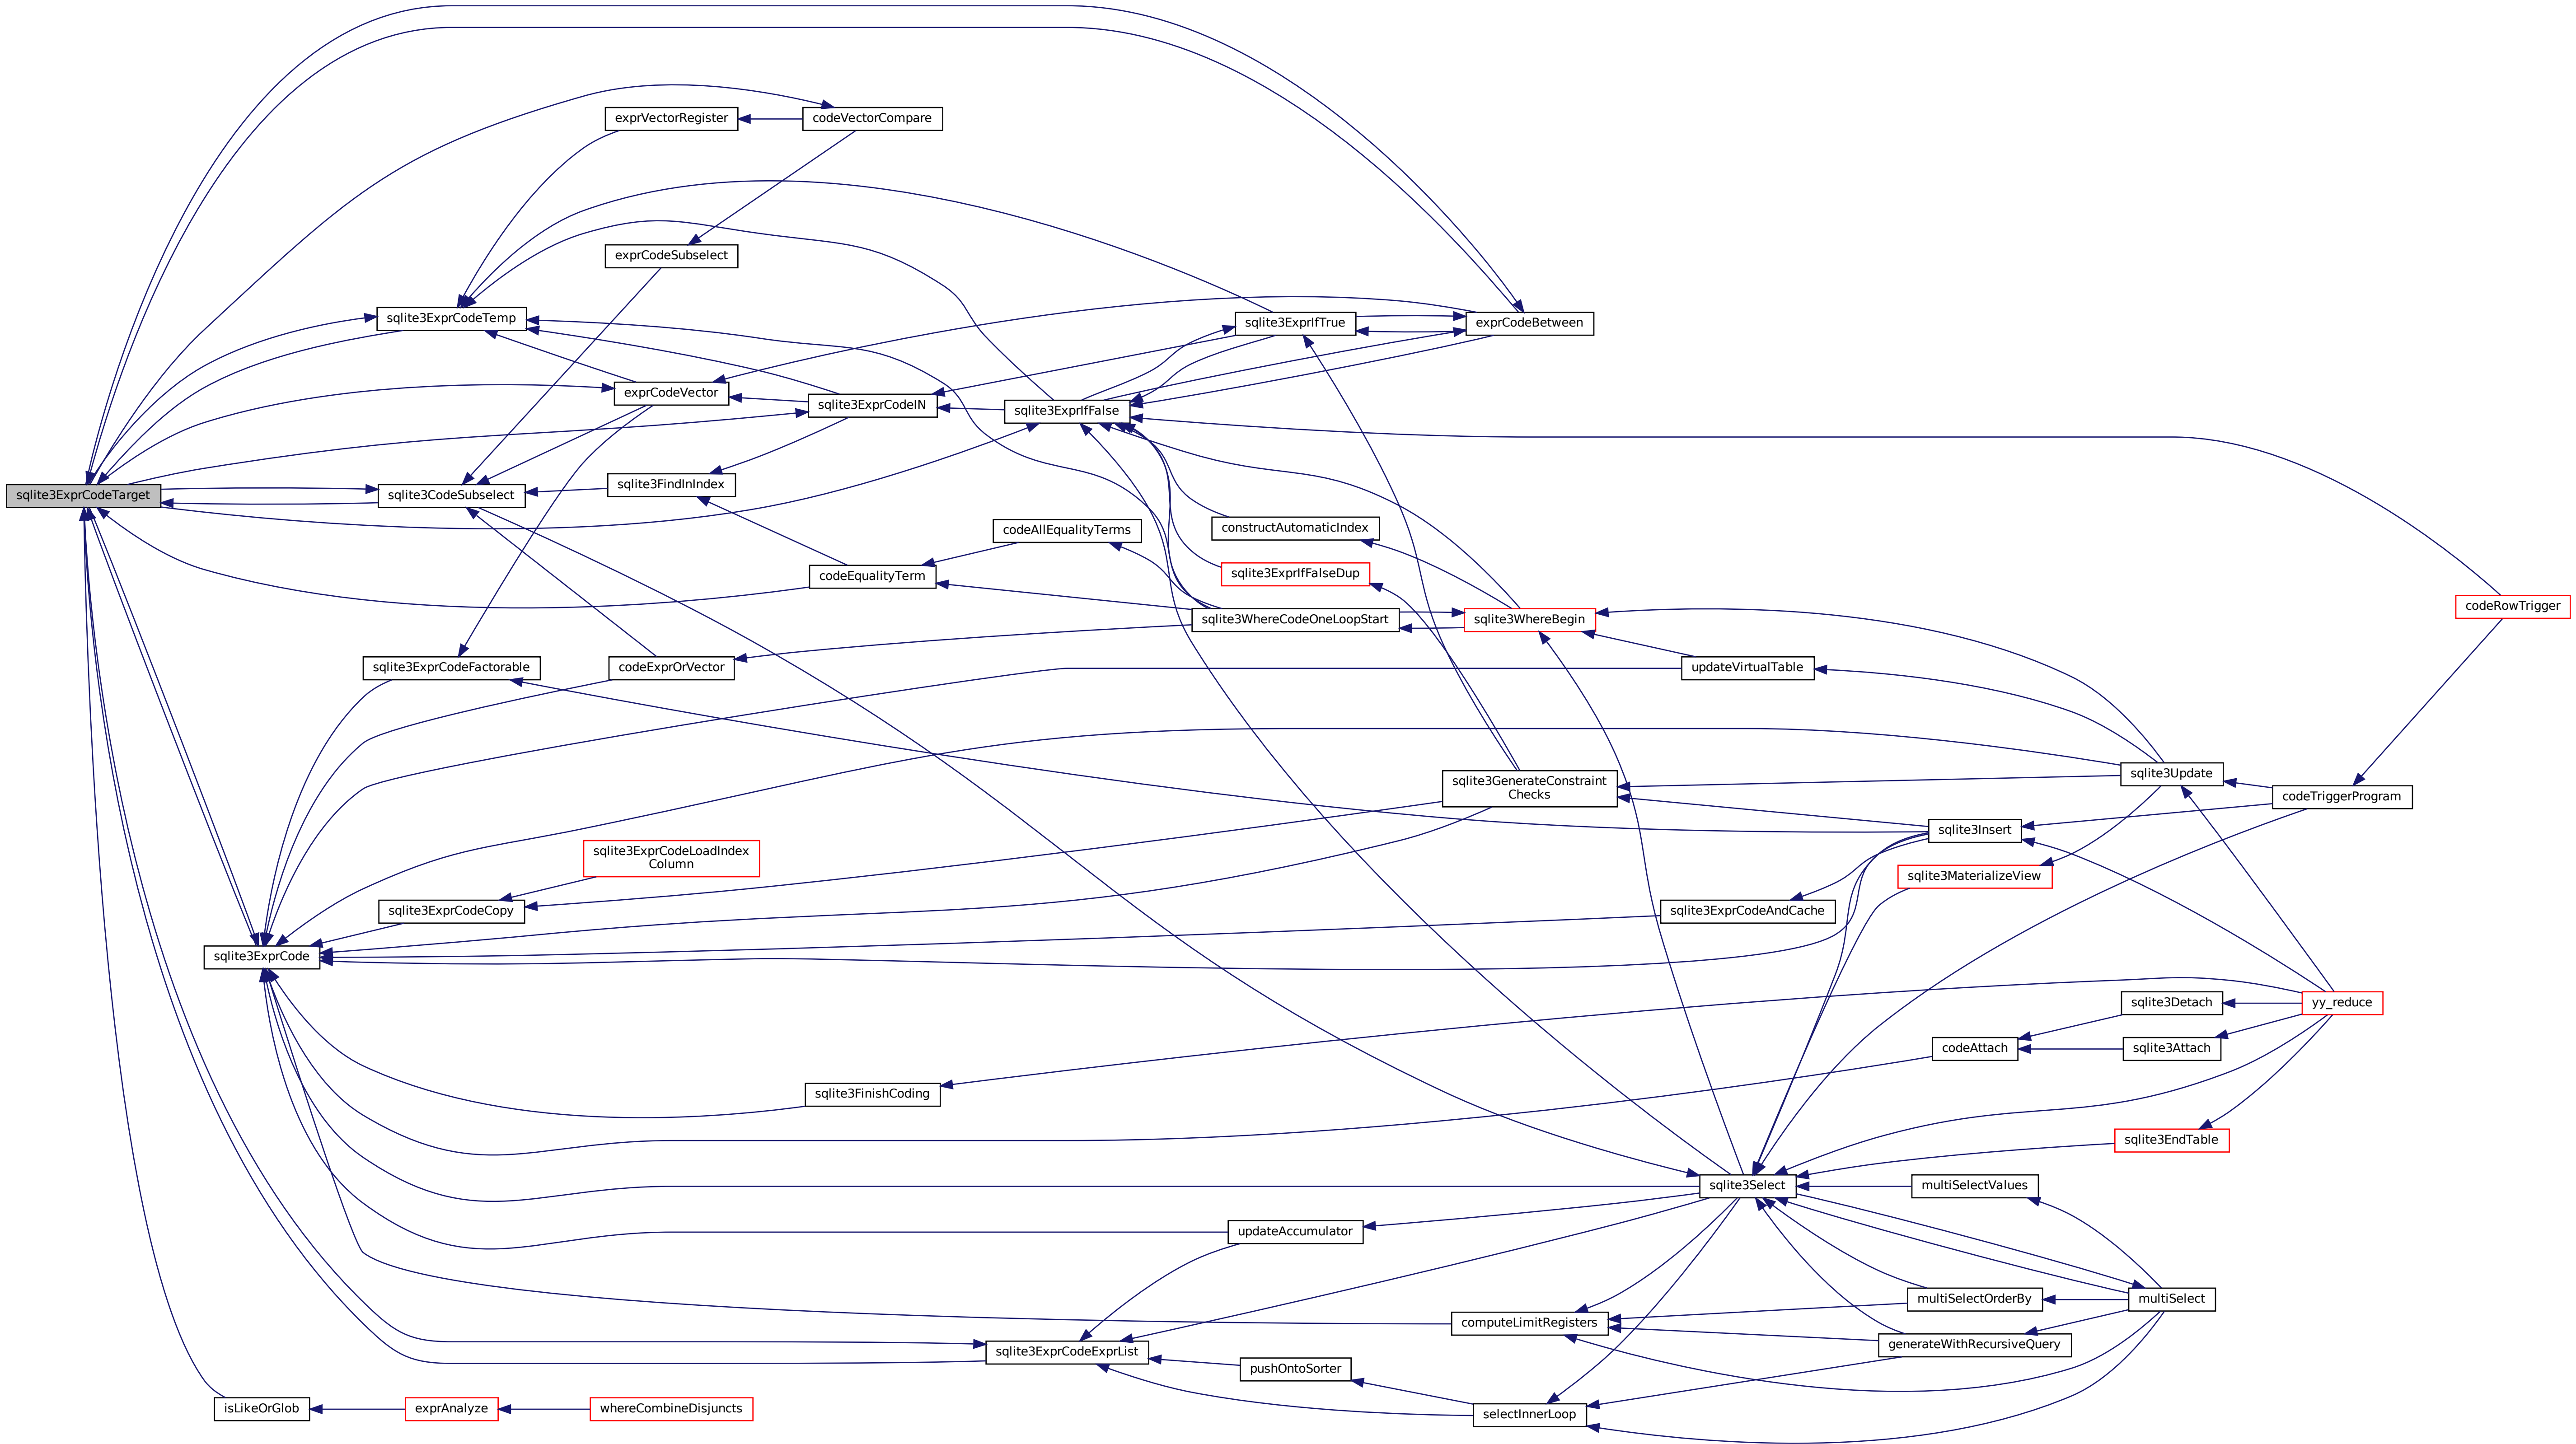 exprVectorRegister
codeVectorCompare
exprCodeSubselect
sqlite3ExprCodeTemp
sqlite3ExprIfTrue
exprCodeBetween
exprCodeVector
sqlite3ExprCodeIN
sqlite3ExprIfFalse
sqlite3ExprCodeTarget
sqlite3CodeSubselect
sqlite3FindInIndex
codeAllEqualityTerms
constructAutomaticIndex
codeEqualityTerm
sqlite3ExprIfFalseDup
sqlite3WhereCodeOneLoopStart
sqlite3WhereBegin
codeRowTrigger
sqlite3ExprCodeFactorable
codeExprOrVector
updateVirtualTable
sqlite3GenerateConstraint
Checks
sqlite3Update
codeTriggerProgram
sqlite3Insert
sqlite3ExprCodeLoadIndex
Column
sqlite3MaterializeView
sqlite3ExprCodeCopy
sqlite3ExprCodeAndCache
sqlite3ExprCode
sqlite3Detach
yy_reduce
codeAttach
sqlite3Attach
sqlite3FinishCoding
sqlite3EndTable
sqlite3Select
multiSelectValues
updateAccumulator
multiSelectOrderBy
multiSelect
computeLimitRegisters
generateWithRecursiveQuery
sqlite3ExprCodeExprList
pushOntoSorter
isLikeOrGlob
exprAnalyze
whereCombineDisjuncts
selectInnerLoop